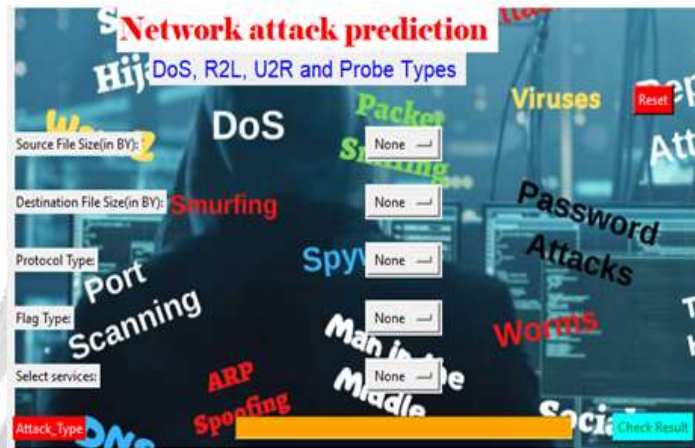 Network attack prediction
DoS, R2L, U2R and Probe Types
Viruses
Reset
DoS
Packet
Source File Size(in BY):
None
Password
Attacks
Destination File Size(in BY):
Smurfing
None
Protocol Type:
None
Port
Scanning
Flag Type:
None
Worms
Man in the
Middle
Select services:
None
ARP
Spoofing
Attack_Type
Check Result